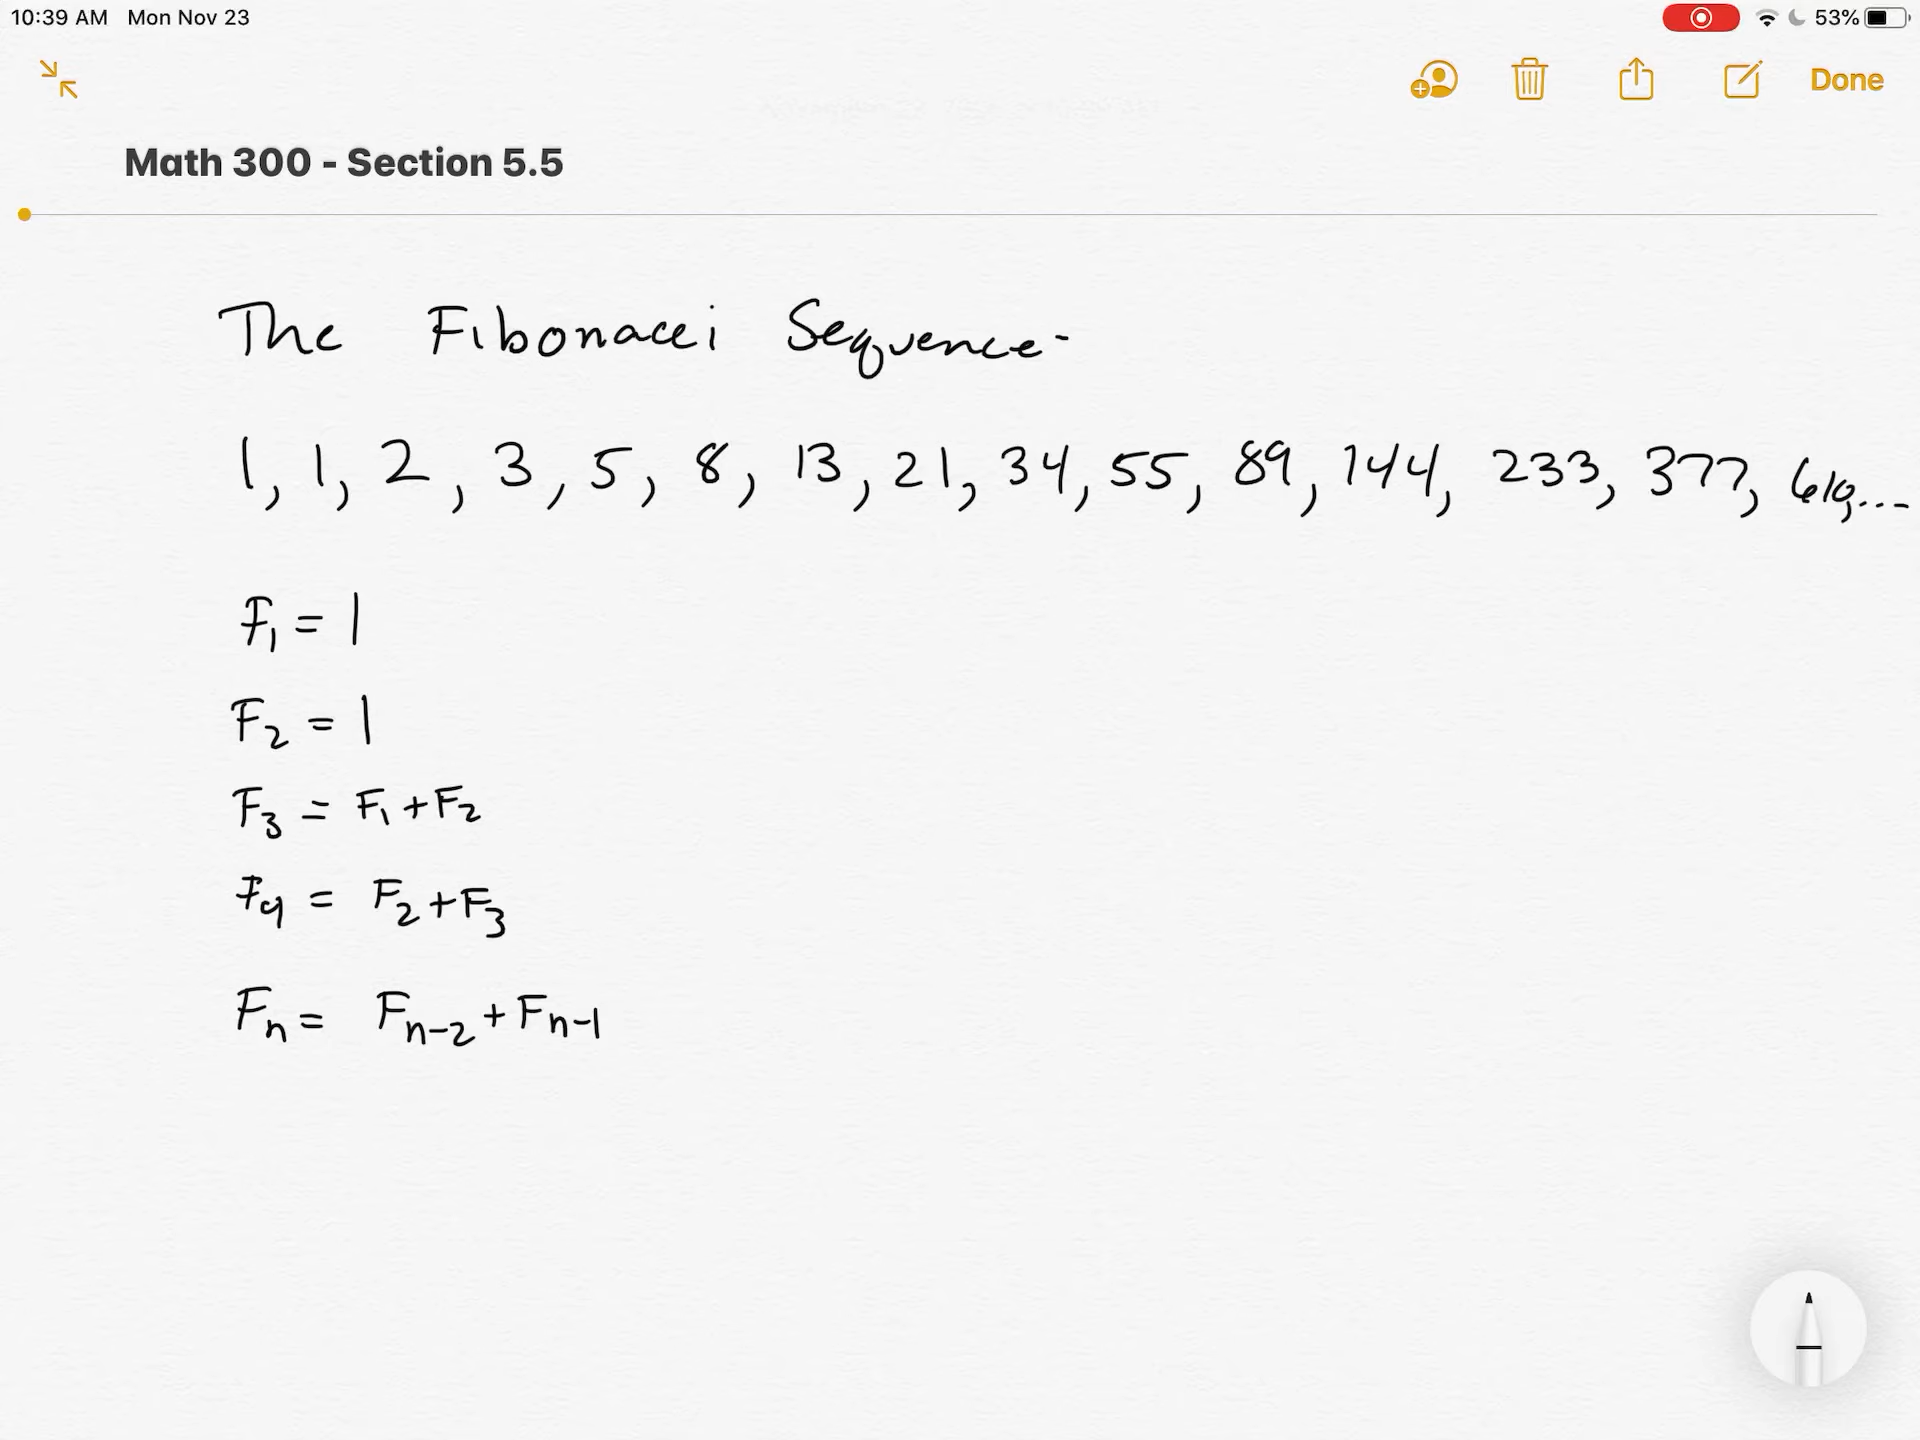 10:39 AM Mon Nov 23 53%
Done
Math 300 - Section 5.5
The Fibonacci Sequence-
1, 1, 2, 3, 5, 8, 13, 21, 34, 55, 89, 144, 233, 377, 610,...
F₁ = 1
F₂ = 1
F₃ = F₁ + F₂
F₄ = F₂ + F₃
Fₙ = Fₙ₋₂ + Fₙ₋₁